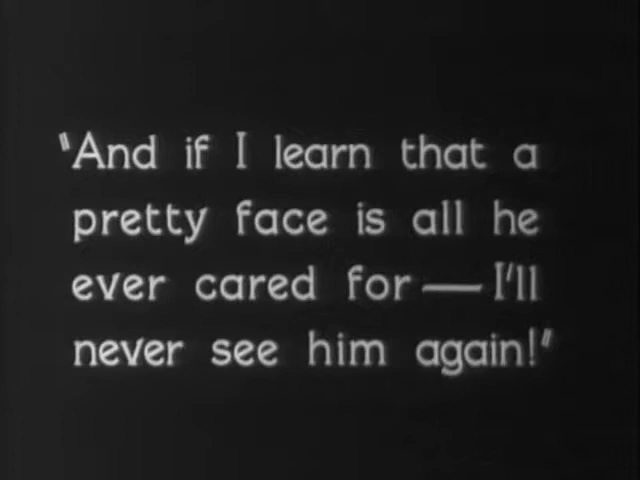 "And if I learn that a
pretty face is all he
ever cared for — I'll
never see him again!"